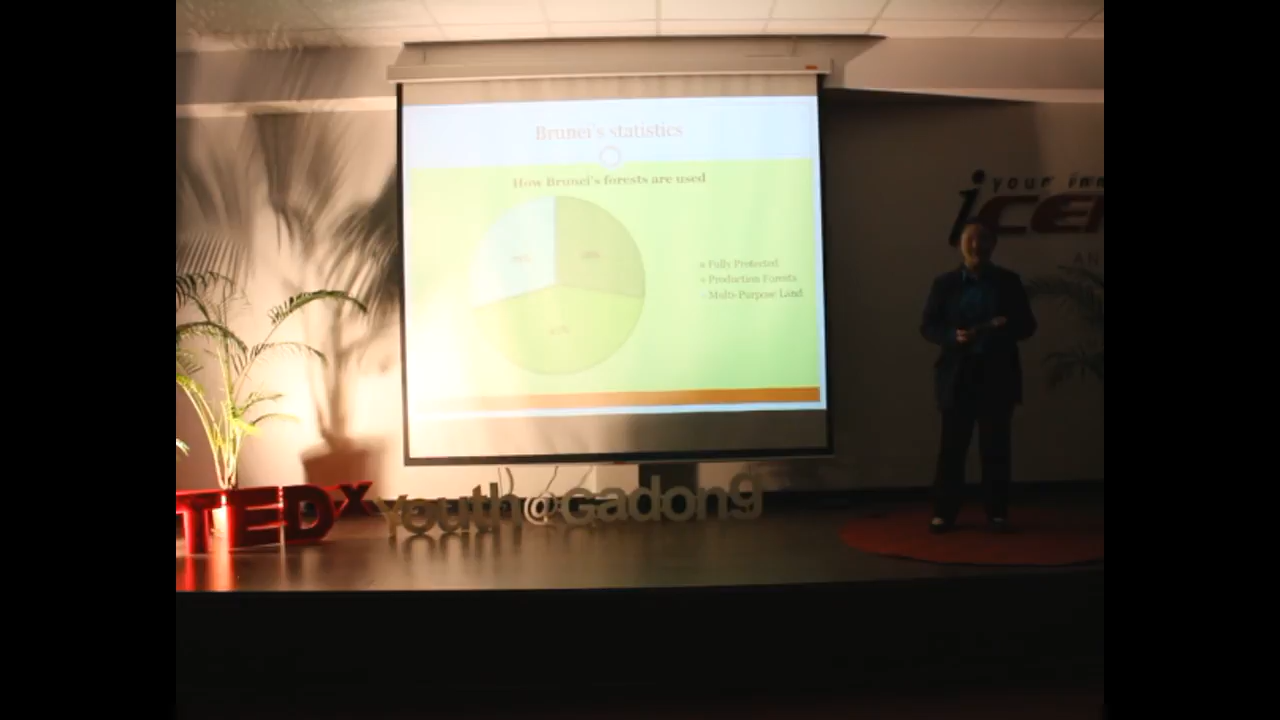 Brunei's statistics
How Brunei's forests are used
Fully Protected
Production Forests
Multi-Purpose Land
your inn
iCEN
AN
TEDx Youth@Gadong